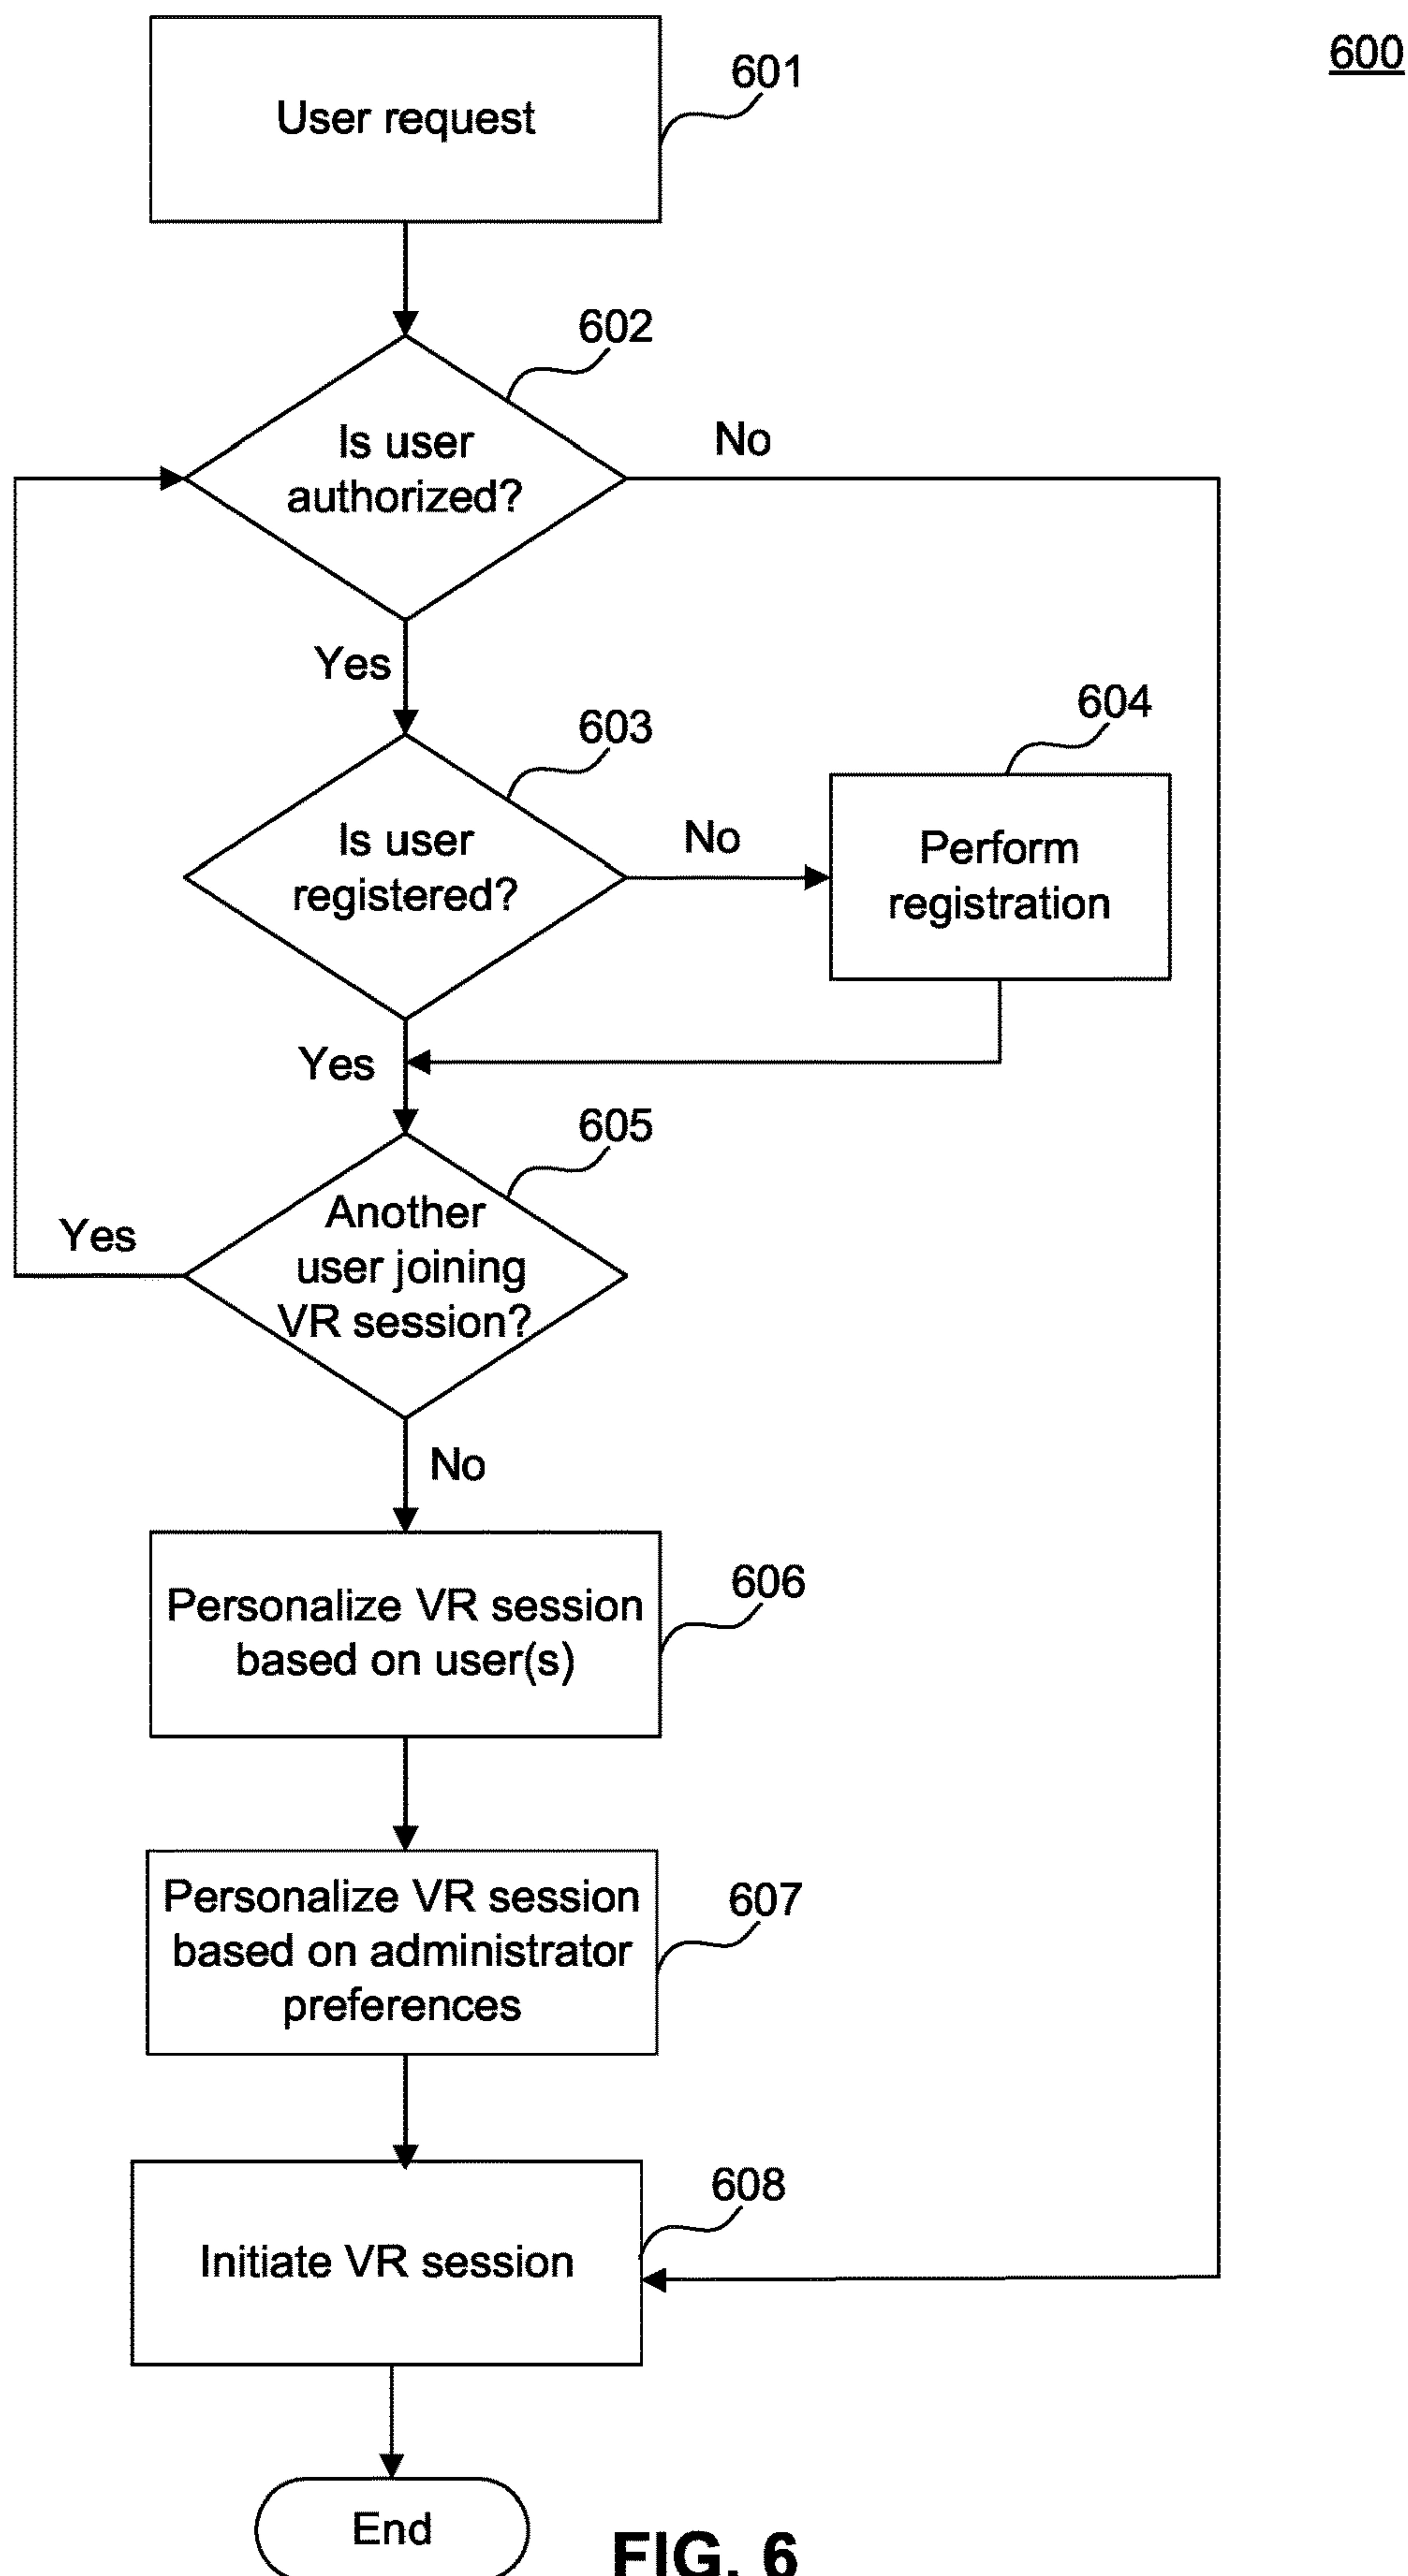 600
User request
601
602
Is user
authorized?
No
Yes
603
Is user
registered?
No
604
Perform
registration
Yes
605
Another
user joining
VR session?
Yes
No
606
Personalize VR session
based on user(s)
607
Personalize VR session
based on administrator
preferences
608
Initiate VR session
End
FIG. 6